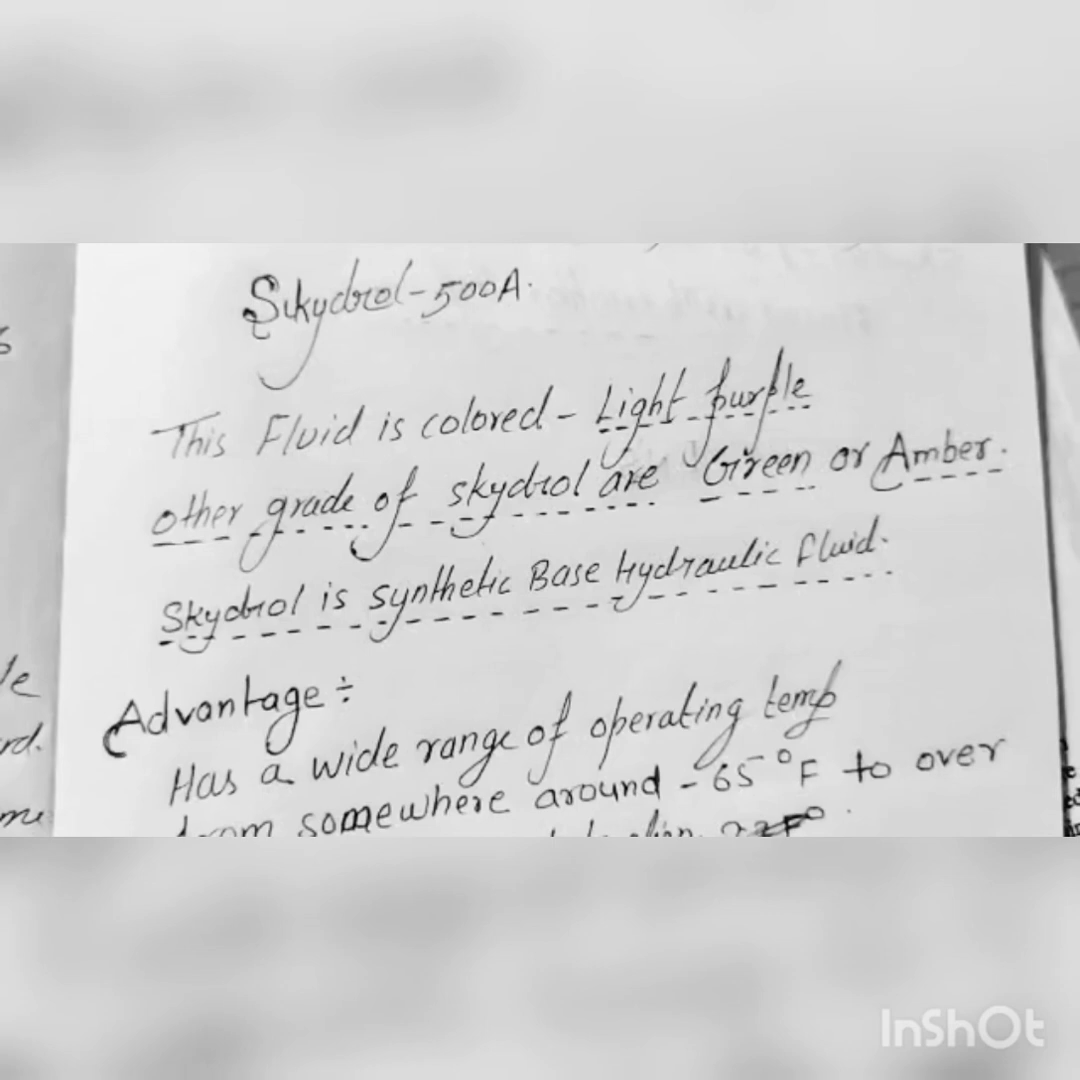 Skydrol-500A.
This Fluid is colored - Light purple
other grade of skydrol are Green or Amber.
Skydrol is synthetic Base Hydraulic fluid.
Advantage ÷
Has a wide range of operating temp
from somewhere around -65°F to over
InShOt